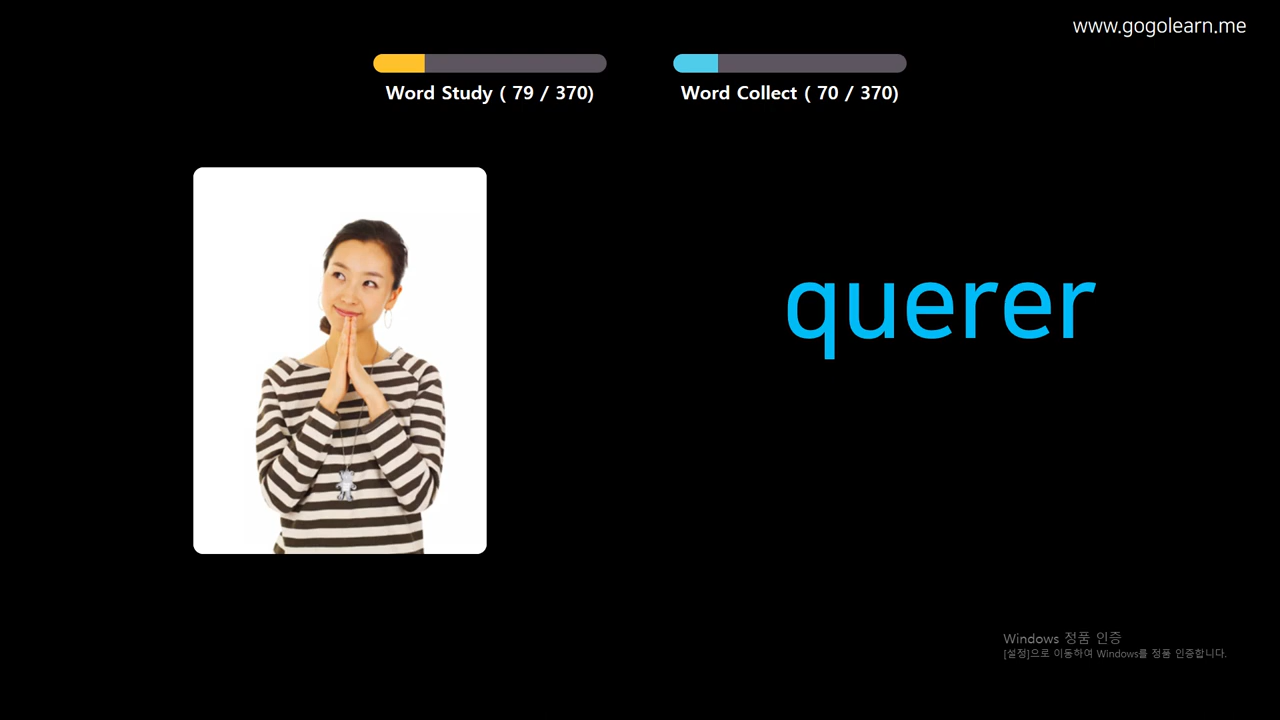 www.gogolearn.me
Word Study ( 79 / 370)
Word Collect ( 70 / 370)
querer
Windows 정품 인증
[설정]으로 이동하여 Windows를 정품 인증합니다.